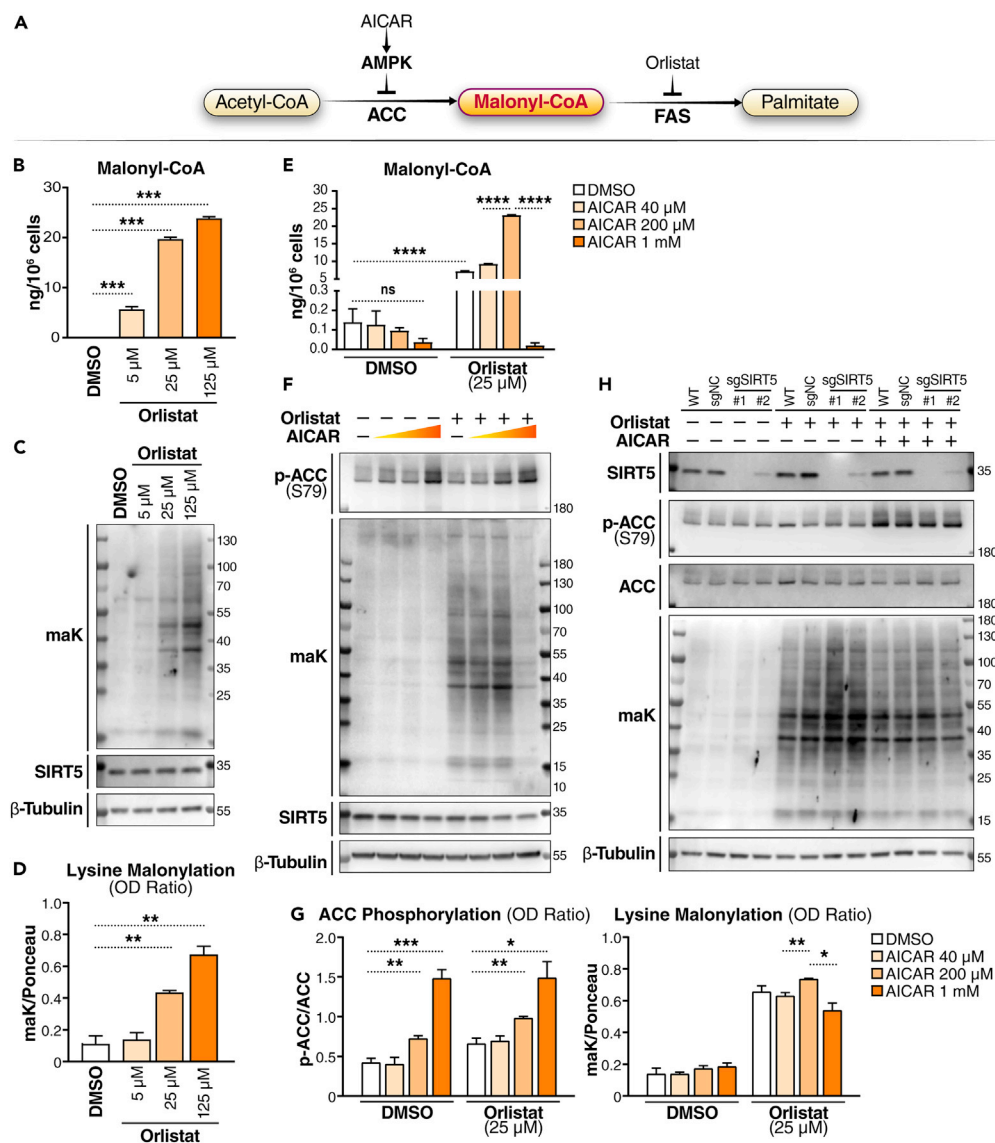 A
AICAR
AMPK
Orlistat
Acetyl-CoA
ACC
Malonyl-CoA
FAS
Palmitate
B
Malonyl-CoA
ng/10⁶ cells
30
20
10
0
***
***
***
DMSO
5 µM
25 µM
125 µM
Orlistat
E
Malonyl-CoA
ng/10⁶ cells
30
25
20
15
10
5
0.2
0.1
0.0
ns
****
****
****
DMSO
Orlistat
(25 µM)
DMSO
AICAR 40 µM
AICAR 200 µM
AICAR 1 mM
C
Orlistat
DMSO
5 µM
25 µM
125 µM
maK
130
100
70
55
40
35
25
SIRT5
35
β-Tubulin
55
D
Lysine Malonylation
(OD Ratio)
maK/Ponceau
1.0
0.8
0.6
0.4
0.2
0
**
**
DMSO
5 µM
25 µM
125 µM
Orlistat
F
Orlistat – – – – + + + +
AICAR – –
p-ACC
(S79)
180
maK
180
130
100
70
55
40
35
25
15
10
SIRT5
35
β-Tubulin
55
H
WT
sgNC
sgSIRT5
#1 #2
WT
sgNC
sgSIRT5
#1 #2
WT
sgNC
sgSIRT5
#1 #2
Orlistat – – – – + + + + + + + +
AICAR – – – – – – – – + + + +
SIRT5
35
p-ACC
(S79)
180
ACC
180
maK
180
130
100
70
55
40
35
25
15
β-Tubulin
55
G
ACC Phosphorylation (OD Ratio)
p-ACC/ACC
2.0
1.5
1.0
0.5
0
***
**
*
**
DMSO
Orlistat
(25 µM)
Lysine Malonylation (OD Ratio)
maK/Ponceau
1.0
0.8
0.6
0.4
0.2
0
**
*
DMSO
Orlistat
(25 µM)
DMSO
AICAR 40 µM
AICAR 200 µM
AICAR 1 mM